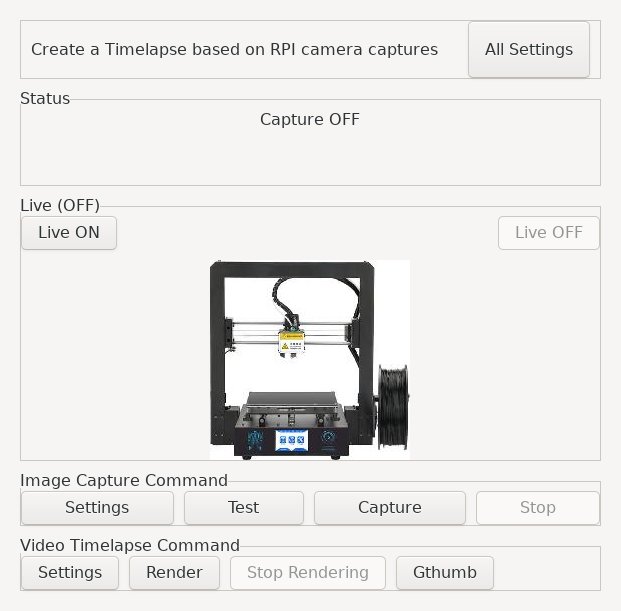 Create a Timelapse based on RPI camera captures All Settings
Status
Capture OFF
Live (OFF)
Live ON Live OFF
Image Capture Command
Settings Test Capture Stop
Video Timelapse Command
Settings Render Stop Rendering Gthumb